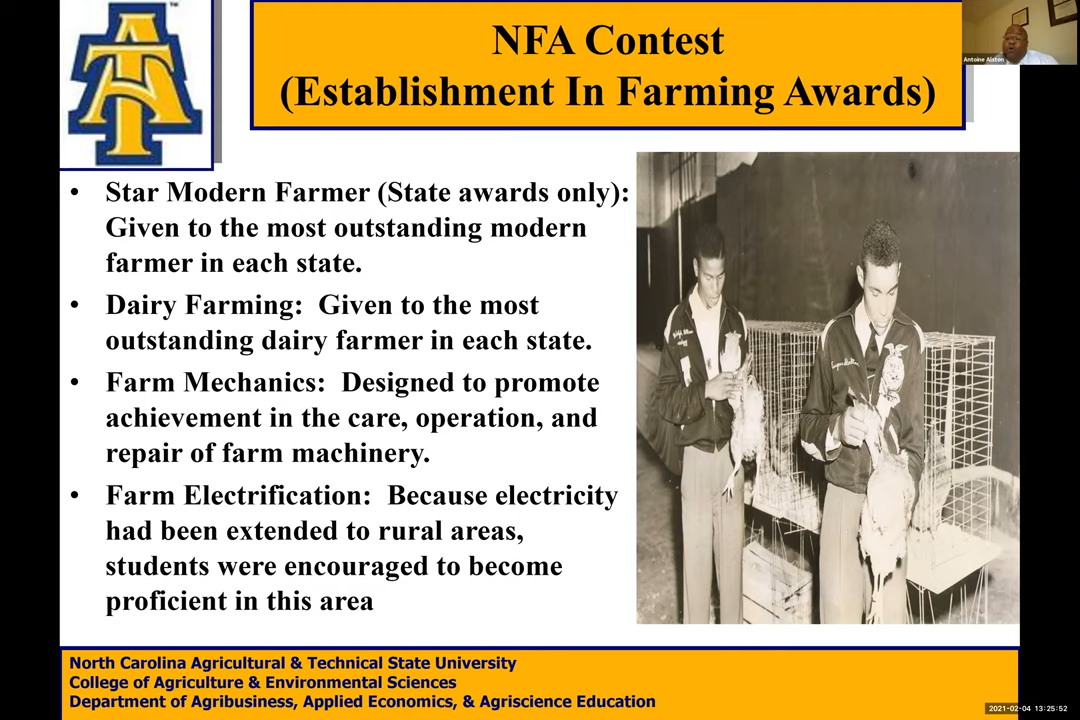 NFA Contest
(Establishment In Farming Awards)
Antoine Alston
• Star Modern Farmer (State awards only):
Given to the most outstanding modern
farmer in each state.
• Dairy Farming: Given to the most
outstanding dairy farmer in each state.
• Farm Mechanics: Designed to promote
achievement in the care, operation, and
repair of farm machinery.
• Farm Electrification: Because electricity
had been extended to rural areas,
students were encouraged to become
proficient in this area
North Carolina Agricultural & Technical State University
College of Agriculture & Environmental Sciences
Department of Agribusiness, Applied Economics, & Agriscience Education
2021-02-04 13:25:52
A
T
TM